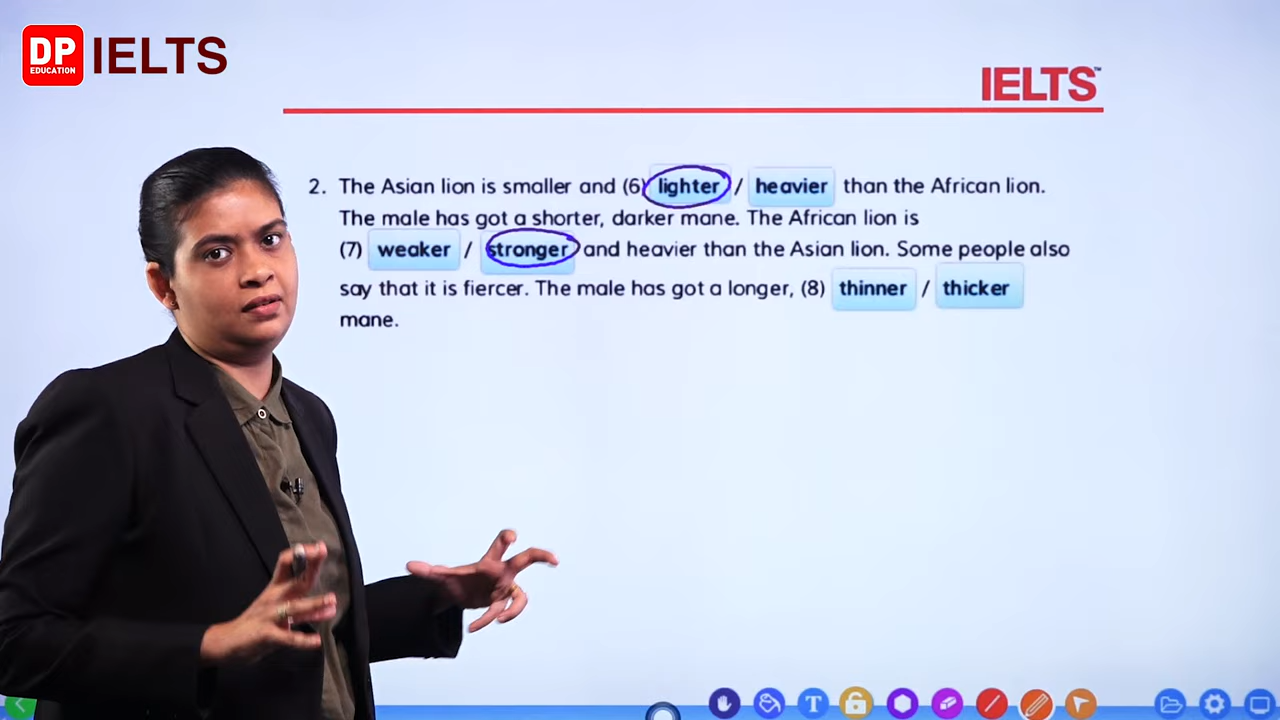 DP
EDUCATION
IELTS
IELTS™
2. The Asian lion is smaller and (6) lighter / heavier than the African lion.
The male has got a shorter, darker mane. The African lion is
(7) weaker / stronger and heavier than the Asian lion. Some people also
say that it is fiercer. The male has got a longer, (8) thinner / thicker
mane.
T